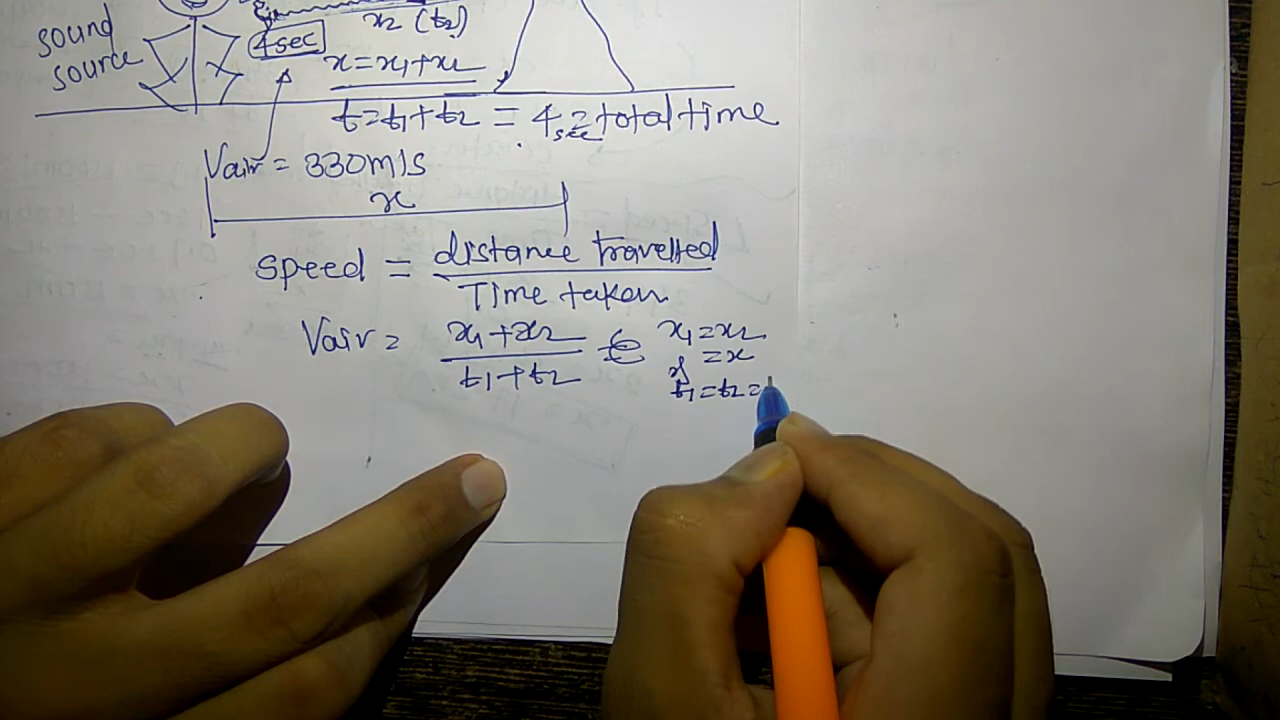 sound
source
4sec
x2 (t2)
x=x1+x2
t=t1+t2 = 4sec=total time
Vair = 330m/s
x
speed = distance travelled
Time taken
Vair = x1+x2
t1+t2
x1=x2
=x
t1=t2=